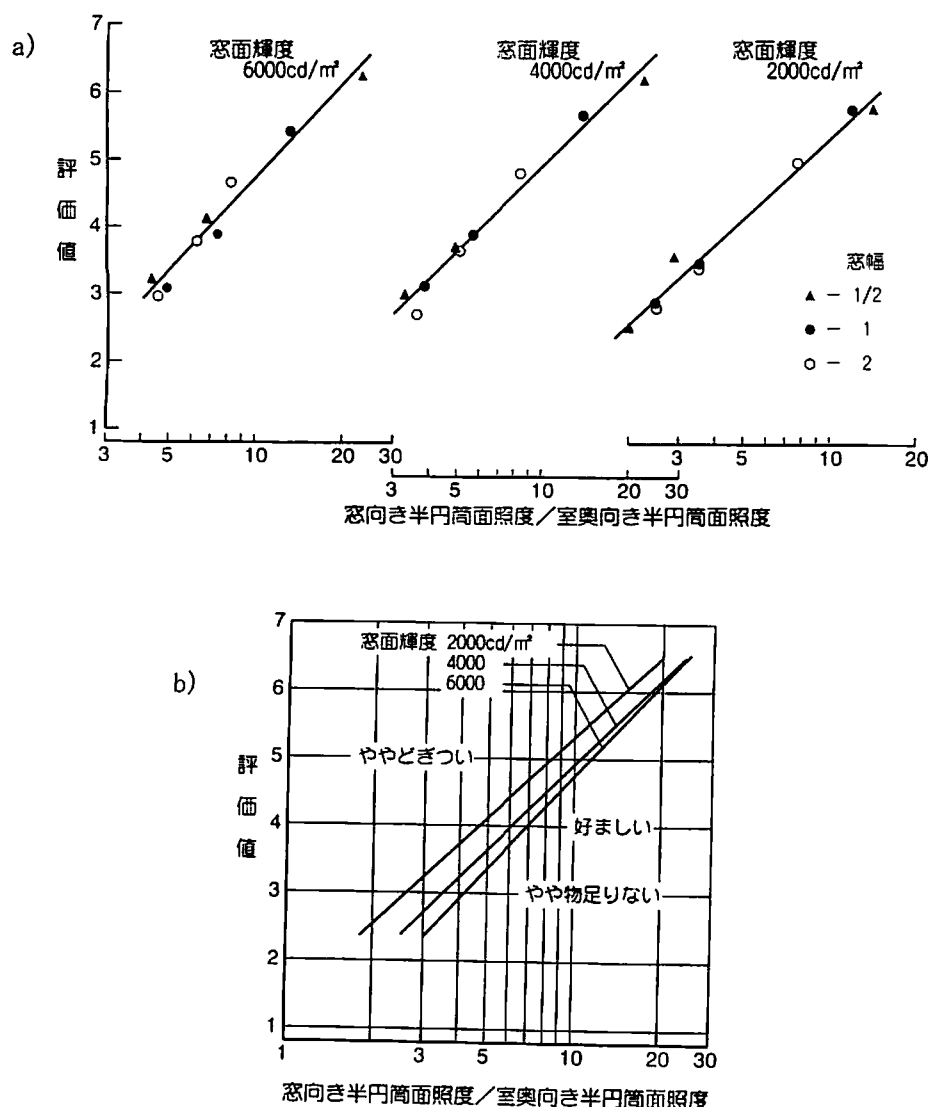 a)
7
6
5
4
3
2
1
評
価
値
窓面輝度
6000cd/m²
窓面輝度
4000cd/m²
窓面輝度
2000cd/m²
窓幅
▲ － 1/2
● － 1
○ － 2
3 5 10 20 30
3 5 10 20 30
3 5 10 20
窓向き半円筒面照度／室奥向き半円筒面照度
b)
7
6
5
4
3
2
1
評
価
値
窓面輝度 2000cd/m²
4000
6000
ややどぎつい
好ましい
やや物足りない
1 3 5 10 20 30
窓向き半円筒面照度／室奥向き半円筒面照度